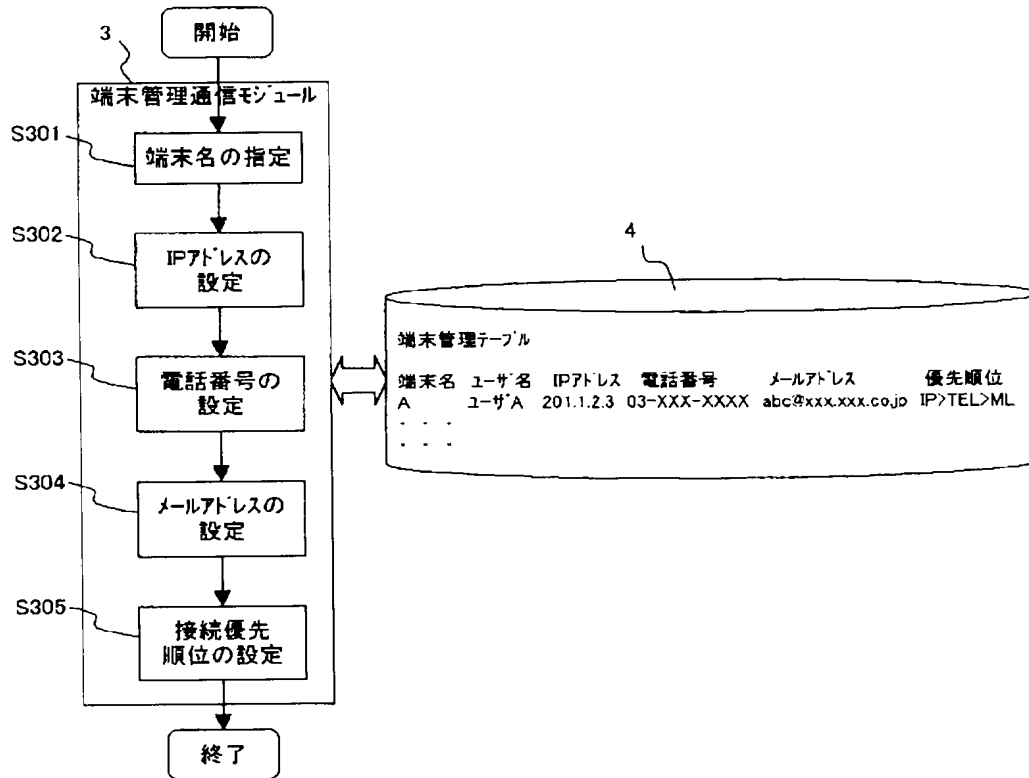 開始
3
端末管理通信モジュール
S301
端末名の指定
S302
IPアドレスの
設定
S303
電話番号の
設定
S304
メールアドレスの
設定
S305
接続優先
順位の設定
終了
4
端末管理テーブル
端末名 ユーザ名 IPアドレス 電話番号 メールアドレス 優先順位
A ユーザA 201.1.2.3 03-XXX-XXXX abc@xxx.xxx.co.jp IP>TEL>ML
・ ・ ・
・ ・ ・